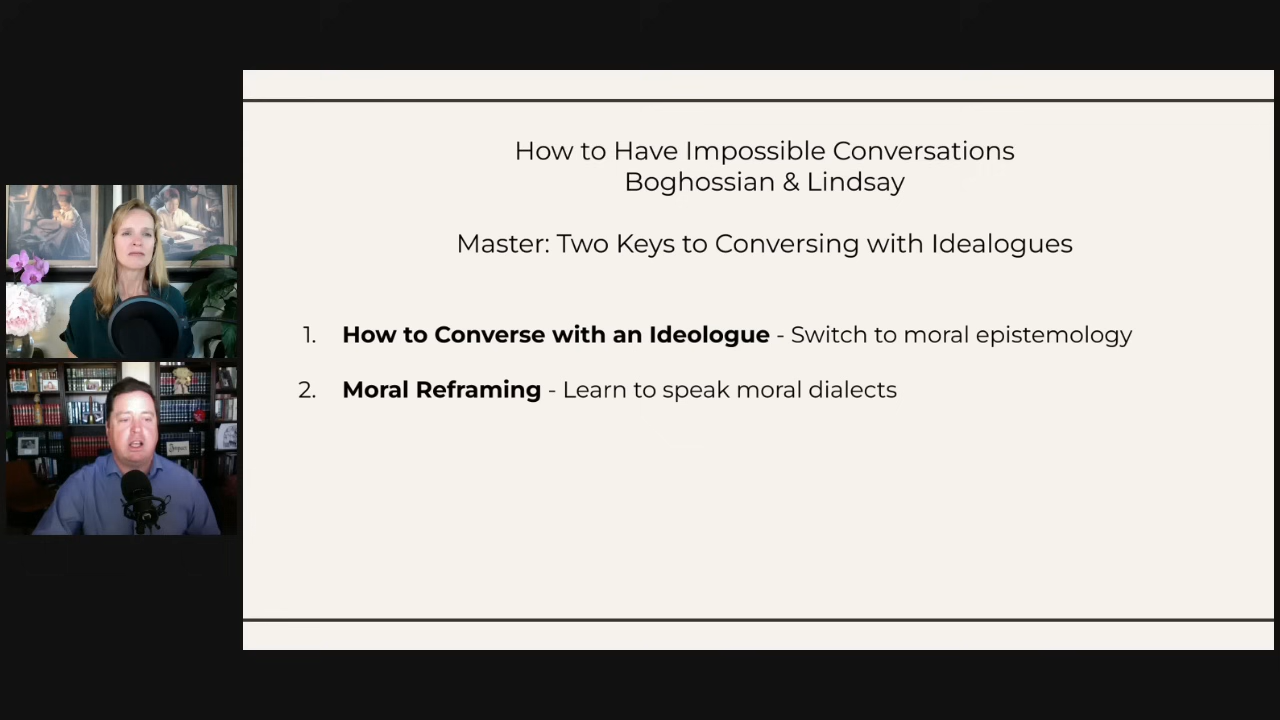 How to Have Impossible Conversations
Boghossian & Lindsay
Master: Two Keys to Conversing with Idealogues
1. How to Converse with an Ideologue - Switch to moral epistemology
2. Moral Reframing - Learn to speak moral dialects